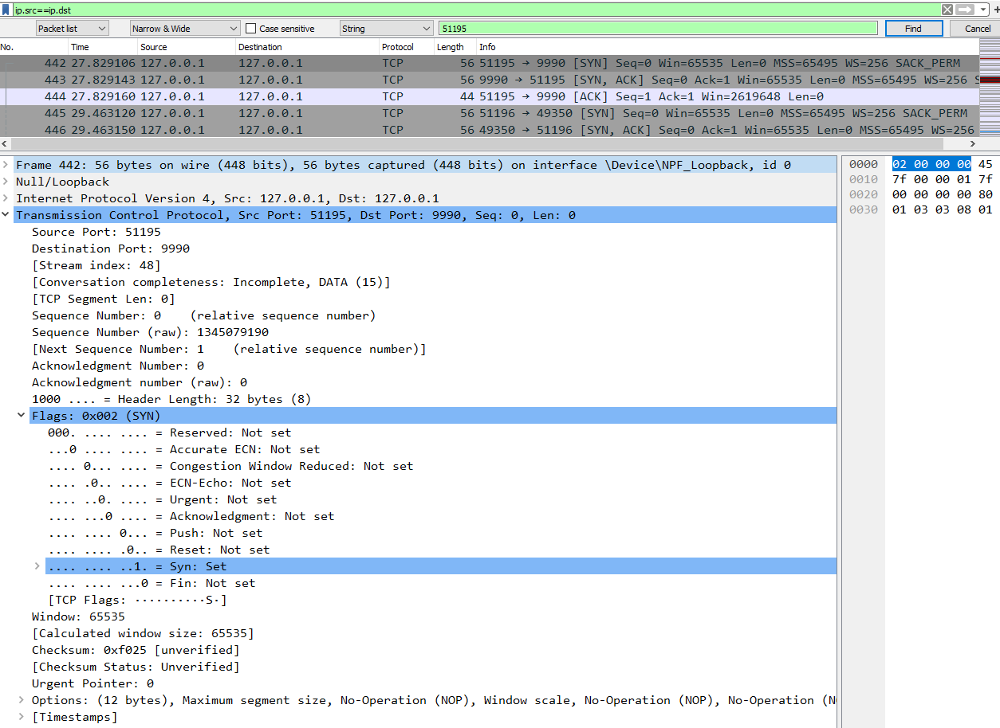 ip.src==ip.dst
Packet list Narrow & Wide Case sensitive String 51195 Find Cancel
No. Time Source Destination Protocol Length Info
442 27.829106 127.0.0.1 127.0.0.1 TCP 56 51195 → 9990 [SYN] Seq=0 Win=65535 Len=0 MSS=65495 WS=256 SACK_PERM
443 27.829143 127.0.0.1 127.0.0.1 TCP 56 9990 → 51195 [SYN, ACK] Seq=0 Ack=1 Win=65535 Len=0 MSS=65495 WS=256 S
444 27.829160 127.0.0.1 127.0.0.1 TCP 44 51195 → 9990 [ACK] Seq=1 Ack=1 Win=2619648 Len=0
445 29.463120 127.0.0.1 127.0.0.1 TCP 56 51196 → 49350 [SYN] Seq=0 Win=65535 Len=0 MSS=65495 WS=256 SACK_PERM
446 29.463150 127.0.0.1 127.0.0.1 TCP 56 49350 → 51196 [SYN, ACK] Seq=0 Ack=1 Win=65535 Len=0 MSS=65495 WS=256
Frame 442: 56 bytes on wire (448 bits), 56 bytes captured (448 bits) on interface \Device\NPF_Loopback, id 0
Null/Loopback
Internet Protocol Version 4, Src: 127.0.0.1, Dst: 127.0.0.1
Transmission Control Protocol, Src Port: 51195, Dst Port: 9990, Seq: 0, Len: 0
Source Port: 51195
Destination Port: 9990
[Stream index: 48]
[Conversation completeness: Incomplete, DATA (15)]
[TCP Segment Len: 0]
Sequence Number: 0    (relative sequence number)
Sequence Number (raw): 1345079190
[Next Sequence Number: 1    (relative sequence number)]
Acknowledgment Number: 0
Acknowledgment number (raw): 0
1000 .... = Header Length: 32 bytes (8)
Flags: 0x002 (SYN)
000. .... .... = Reserved: Not set
...0 .... .... = Accurate ECN: Not set
.... 0... .... = Congestion Window Reduced: Not set
.... .0.. .... = ECN-Echo: Not set
.... ..0. .... = Urgent: Not set
.... ...0 .... = Acknowledgment: Not set
.... .... 0... = Push: Not set
.... .... .0.. = Reset: Not set
.... .... ..1. = Syn: Set
.... .... ...0 = Fin: Not set
[TCP Flags: ··········S·]
Window: 65535
[Calculated window size: 65535]
Checksum: 0xf025 [unverified]
[Checksum Status: Unverified]
Urgent Pointer: 0
Options: (12 bytes), Maximum segment size, No-Operation (NOP), Window scale, No-Operation (NOP), No-Operation (N
[Timestamps]
0000 02 00 00 00 45
0010 7f 00 00 01 7f
0020 00 00 00 00 80
0030 01 03 03 08 01